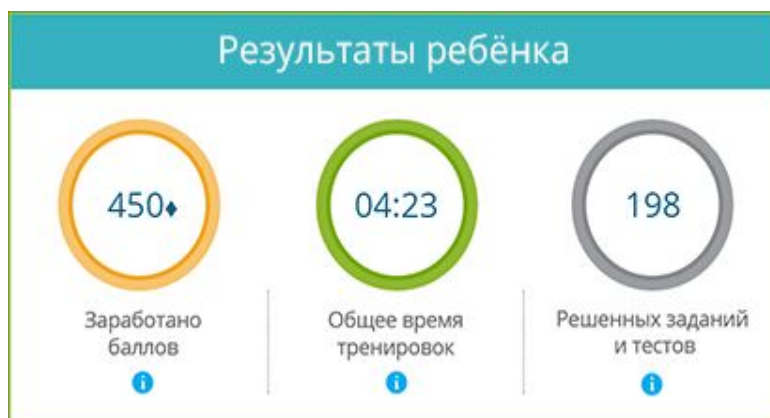 Результаты ребёнка
450♦
04:23
198
Заработано
баллов
Общее время
тренировок
Решенных заданий
и тестов
i
i
i